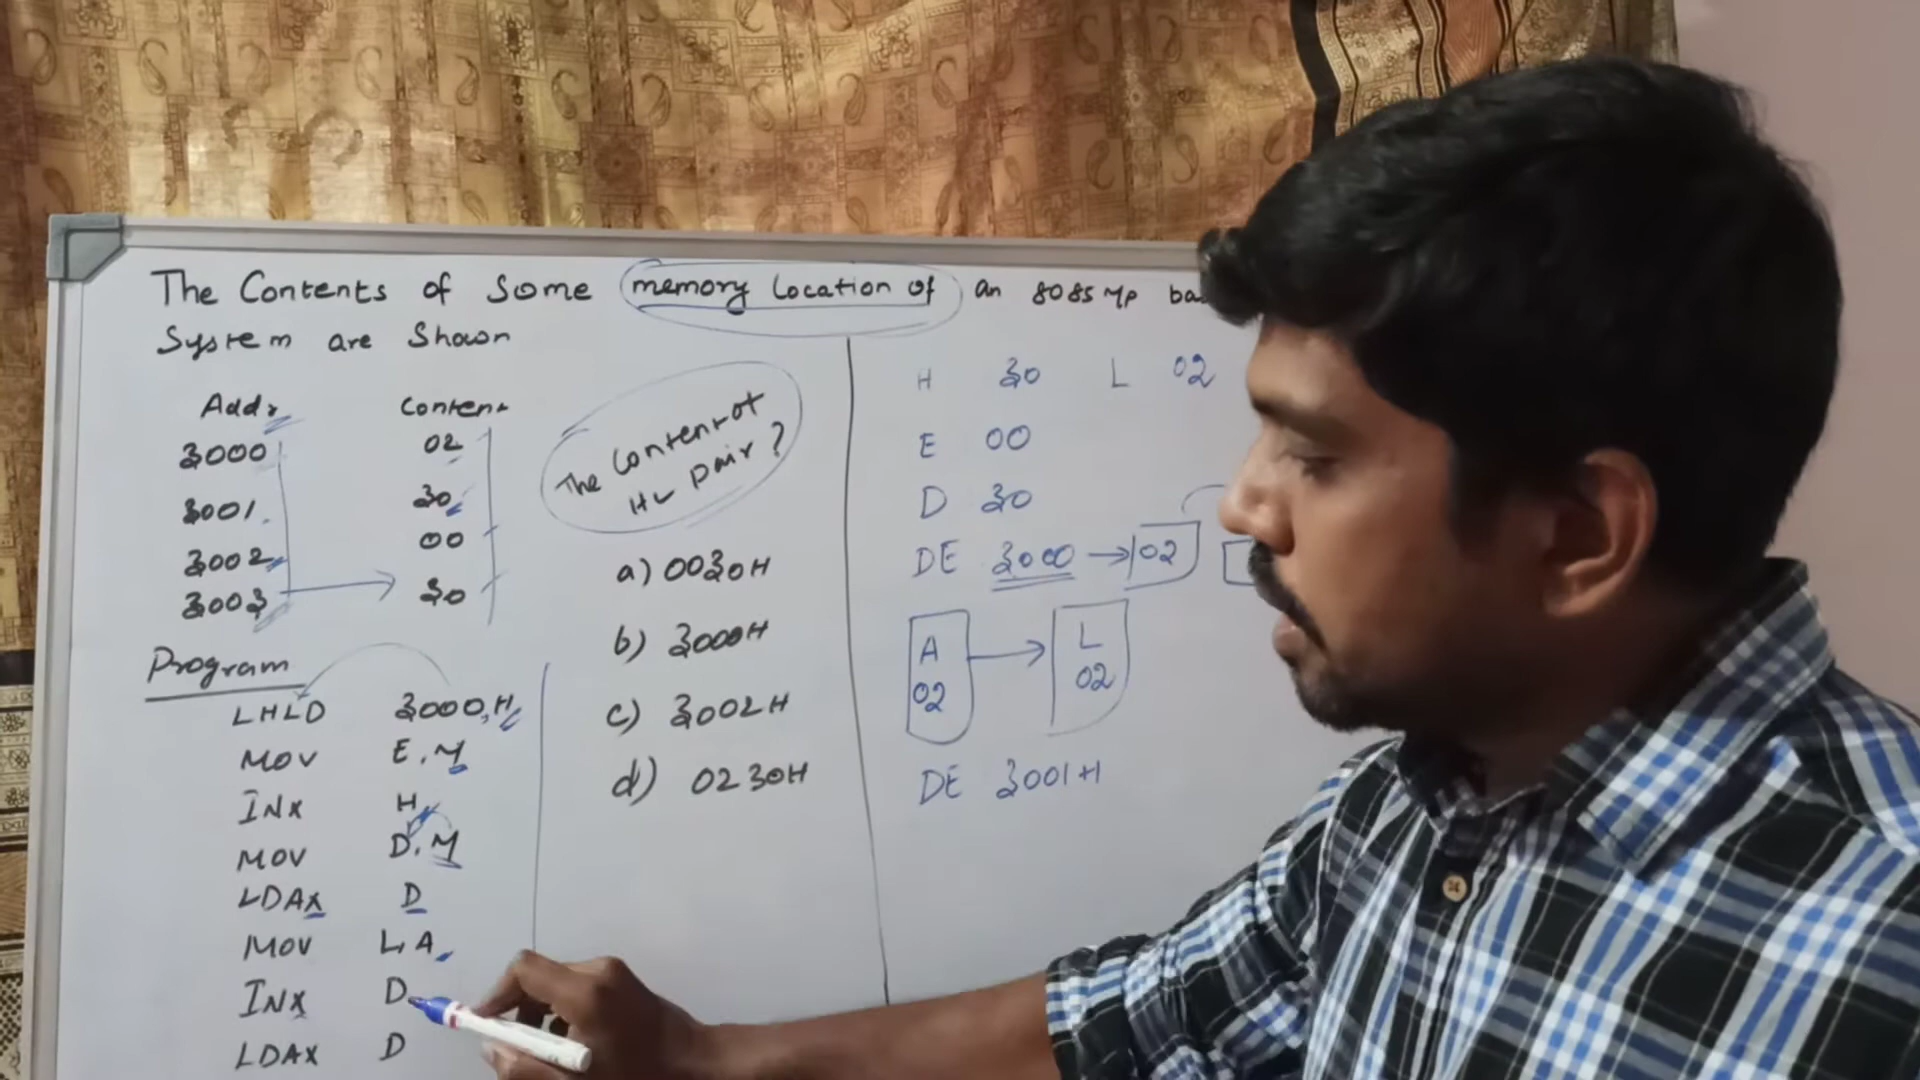 The Contents of Some memory Location of an 8085 μp
System are Shown
Addr Content
3000 02
3001 30
3002 00
3003 30
The Content of
HL pair ?
a) 0030H
b) 3000H
c) 3002H
d) 0230H
Program
LHLD 3000,H
MOV E,M
INX H
MOV D,M
LDAX D
MOV L,A
INX D
LDAX D
H 30 L 02
E 00
D 30
DE 3000 → 02
A → L
02 02
DE 3001H